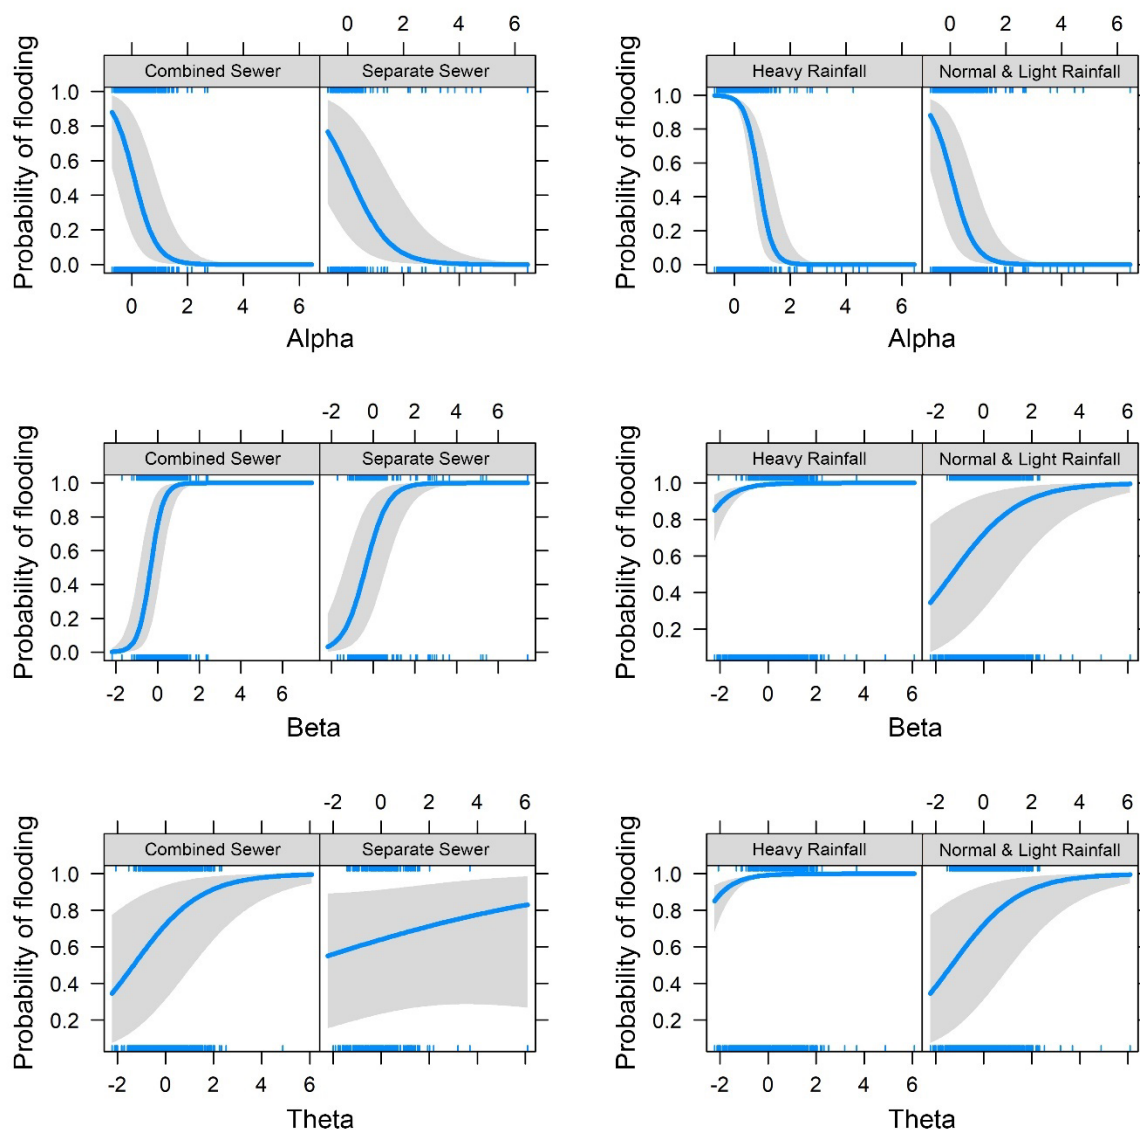 0 2 4 6
Combined Sewer Separate Sewer
Probability of flooding
1.0
0.8
0.6
0.4
0.2
0.0
0 2 4 6
Alpha
0 2 4 6
Heavy Rainfall Normal & Light Rainfall
Probability of flooding
1.0
0.8
0.6
0.4
0.2
0.0
0 2 4 6
Alpha
-2 0 2 4 6
Combined Sewer Separate Sewer
Probability of flooding
1.0
0.8
0.6
0.4
0.2
0.0
-2 0 2 4 6
Beta
-2 0 2 4 6
Heavy Rainfall Normal & Light Rainfall
Probability of flooding
1.0
0.8
0.6
0.4
0.2
-2 0 2 4 6
Beta
-2 0 2 4 6
Combined Sewer Separate Sewer
Probability of flooding
1.0
0.8
0.6
0.4
0.2
-2 0 2 4 6
Theta
-2 0 2 4 6
Heavy Rainfall Normal & Light Rainfall
Probability of flooding
1.0
0.8
0.6
0.4
0.2
-2 0 2 4 6
Theta